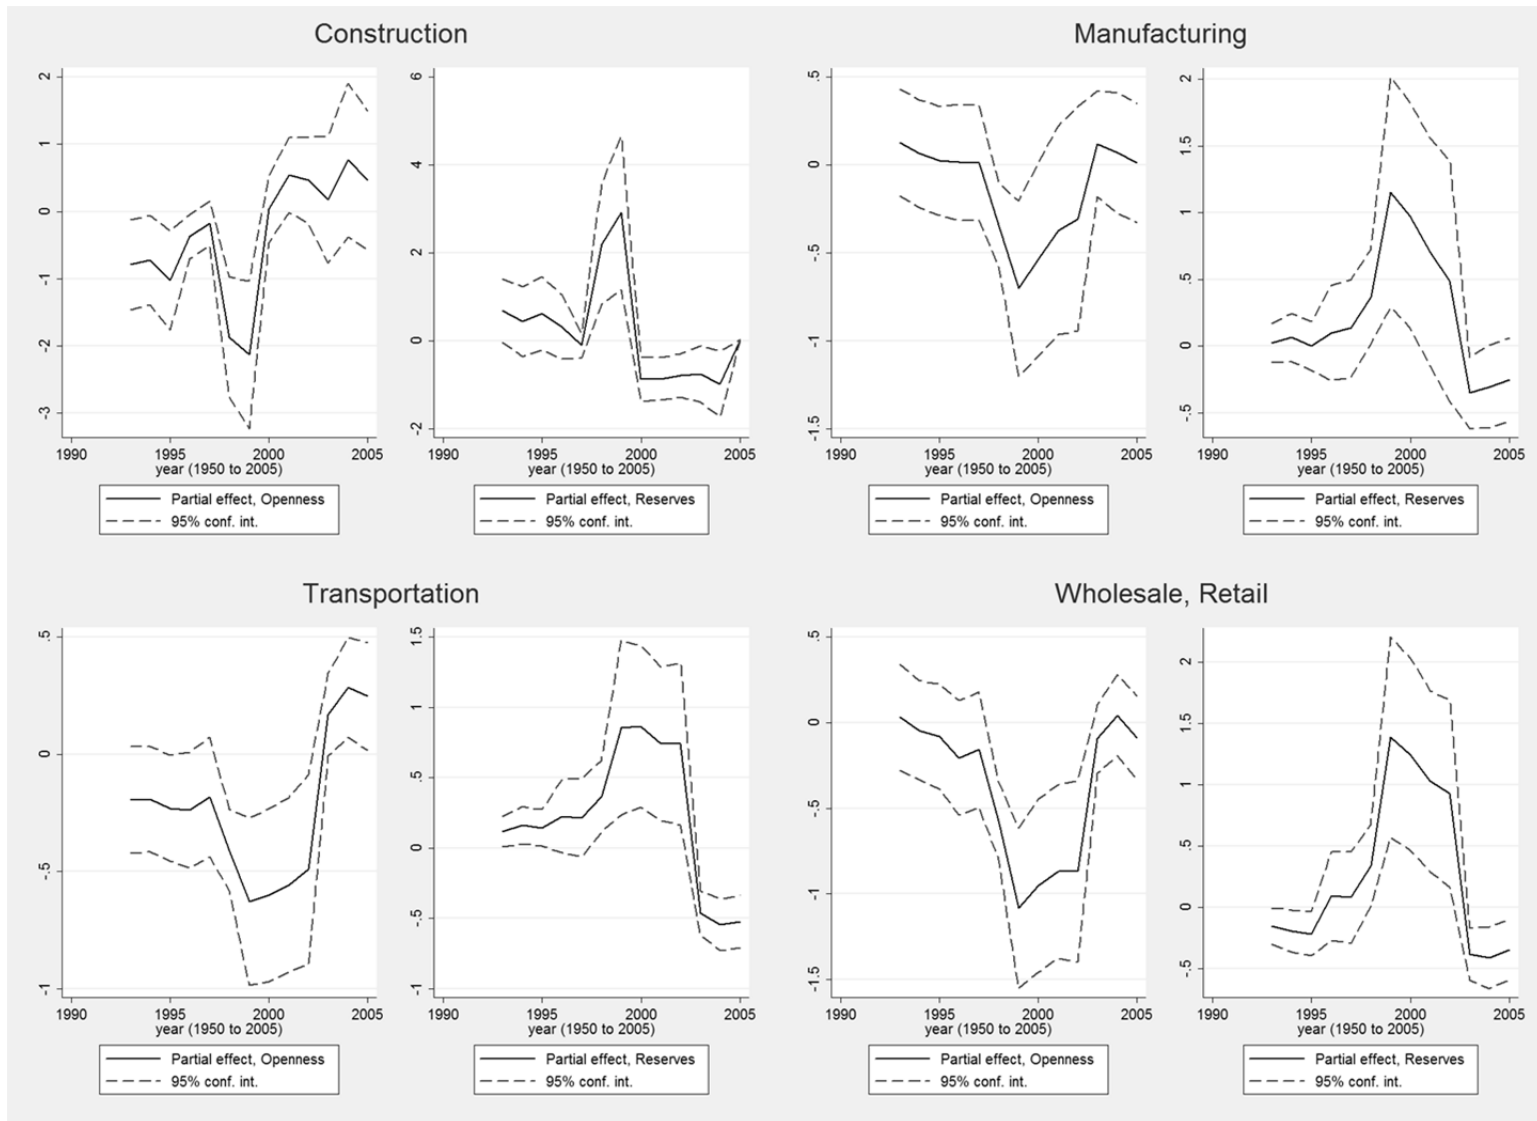 Construction
Manufacturing
2
1
0
-1
-2
-3
1990
1995
2000
2005
year (1950 to 2005)
Partial effect, Openness
95% conf. int.
6
4
2
0
-2
1990
1995
2000
2005
year (1950 to 2005)
Partial effect, Reserves
95% conf. int.
.5
0
-.5
-1
-1.5
1990
1995
2000
2005
year (1950 to 2005)
Partial effect, Openness
95% conf. int.
2
1.5
1
.5
0
-.5
1990
1995
2000
2005
year (1950 to 2005)
Partial effect, Reserves
95% conf. int.
Transportation
Wholesale, Retail
.5
0
-.5
-1
1990
1995
2000
2005
year (1950 to 2005)
Partial effect, Openness
95% conf. int.
1.5
1
.5
0
-.5
-1
1990
1995
2000
2005
year (1950 to 2005)
Partial effect, Reserves
95% conf. int.
.5
0
-.5
-1
-1.5
1990
1995
2000
2005
year (1950 to 2005)
Partial effect, Openness
95% conf. int.
2
1.5
1
.5
0
-.5
1990
1995
2000
2005
year (1950 to 2005)
Partial effect, Reserves
95% conf. int.